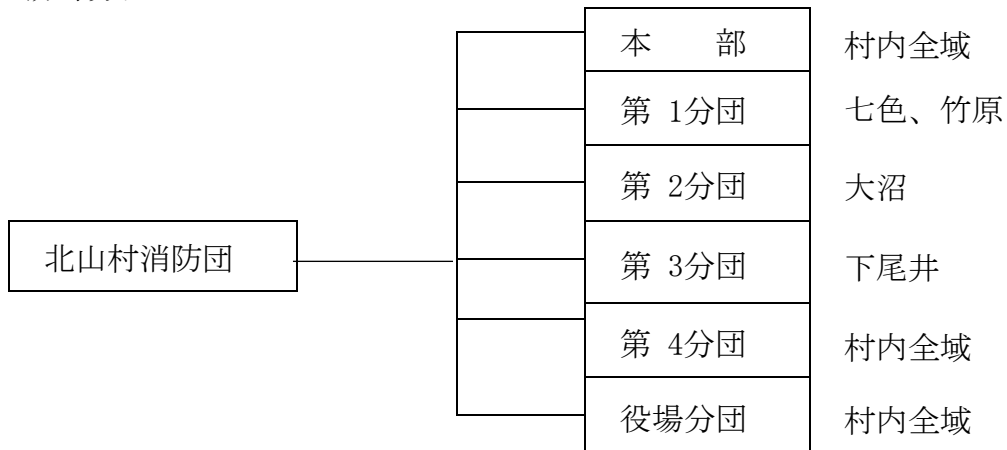 本　　部　村内全域
第 1分団　七色、竹原
第 2分団　大沼
北山村消防団
第 3分団　下尾井
第 4分団　村内全域
役場分団　村内全域